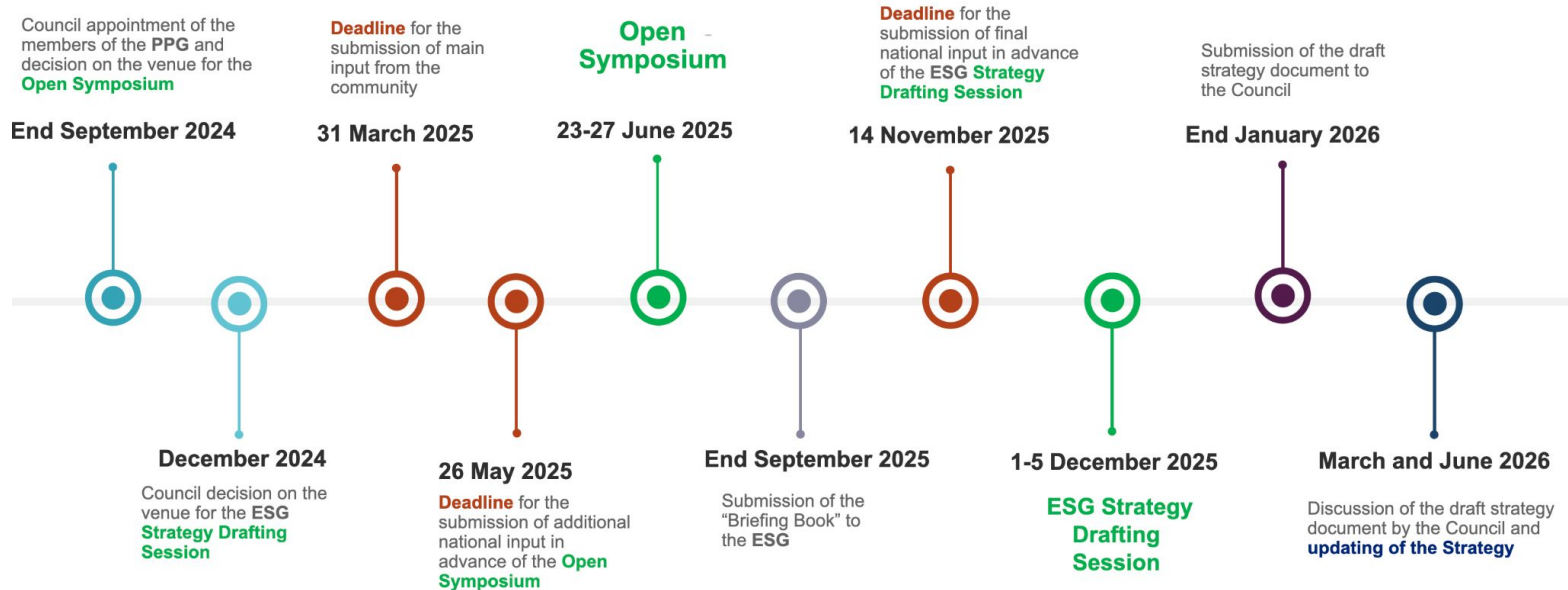 Council appointment of the
members of the PPG and
decision on the venue for the
Open Symposium
End September 2024
December 2024
Council decision on the
venue for the ESG
Strategy Drafting
Session
Deadline for the
submission of main
input from the
community
31 March 2025
26 May 2025
Deadline for the
submission of additional
national input in
advance of the Open
Symposium
Open
Symposium
23-27 June 2025
End September 2025
Submission of the
“Briefing Book” to
the ESG
Deadline for the
submission of final
national input in advance
of the ESG Strategy
Drafting Session
14 November 2025
1-5 December 2025
ESG Strategy
Drafting
Session
Submission of the draft
strategy document to
the Council
End January 2026
March and June 2026
Discussion of the draft strategy
document by the Council and
updating of the Strategy